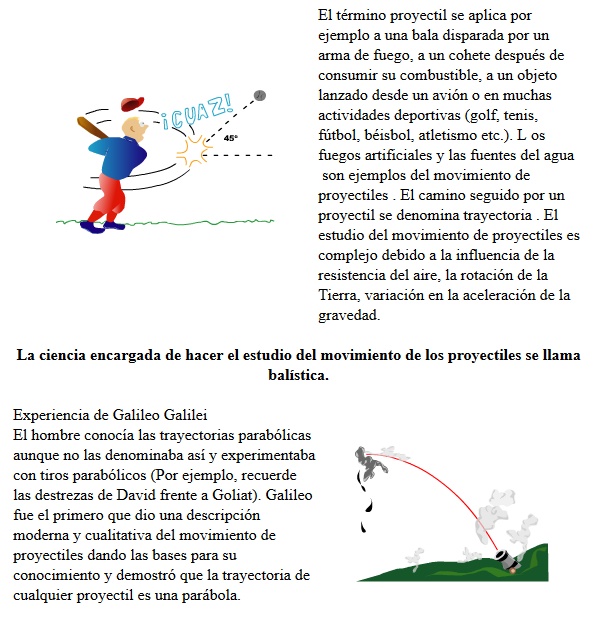 El término proyectil se aplica por
ejemplo a una bala disparada por un
arma de fuego, a un cohete después de
consumir su combustible, a un objeto
lanzado desde un avión o en muchas
actividades deportivas (golf, tenis,
fútbol, béisbol, atletismo etc.). L os
fuegos artificiales y las fuentes del agua
son ejemplos del movimiento de
proyectiles . El camino seguido por un
proyectil se denomina trayectoria . El
estudio del movimiento de proyectiles es
complejo debido a la influencia de la
resistencia del aire, la rotación de la
Tierra, variación en la aceleración de la
gravedad.
¡CUAZ!
45°
La ciencia encargada de hacer el estudio del movimiento de los proyectiles se llama
balística.
Experiencia de Galileo Galilei
El hombre conocía las trayectorias parabólicas
aunque no las denominaba así y experimentaba
con tiros parabólicos (Por ejemplo, recuerde
las destrezas de David frente a Goliat). Galileo
fue el primero que dio una descripción
moderna y cualitativa del movimiento de
proyectiles dando las bases para su
conocimiento y demostró que la trayectoria de
cualquier proyectil es una parábola.